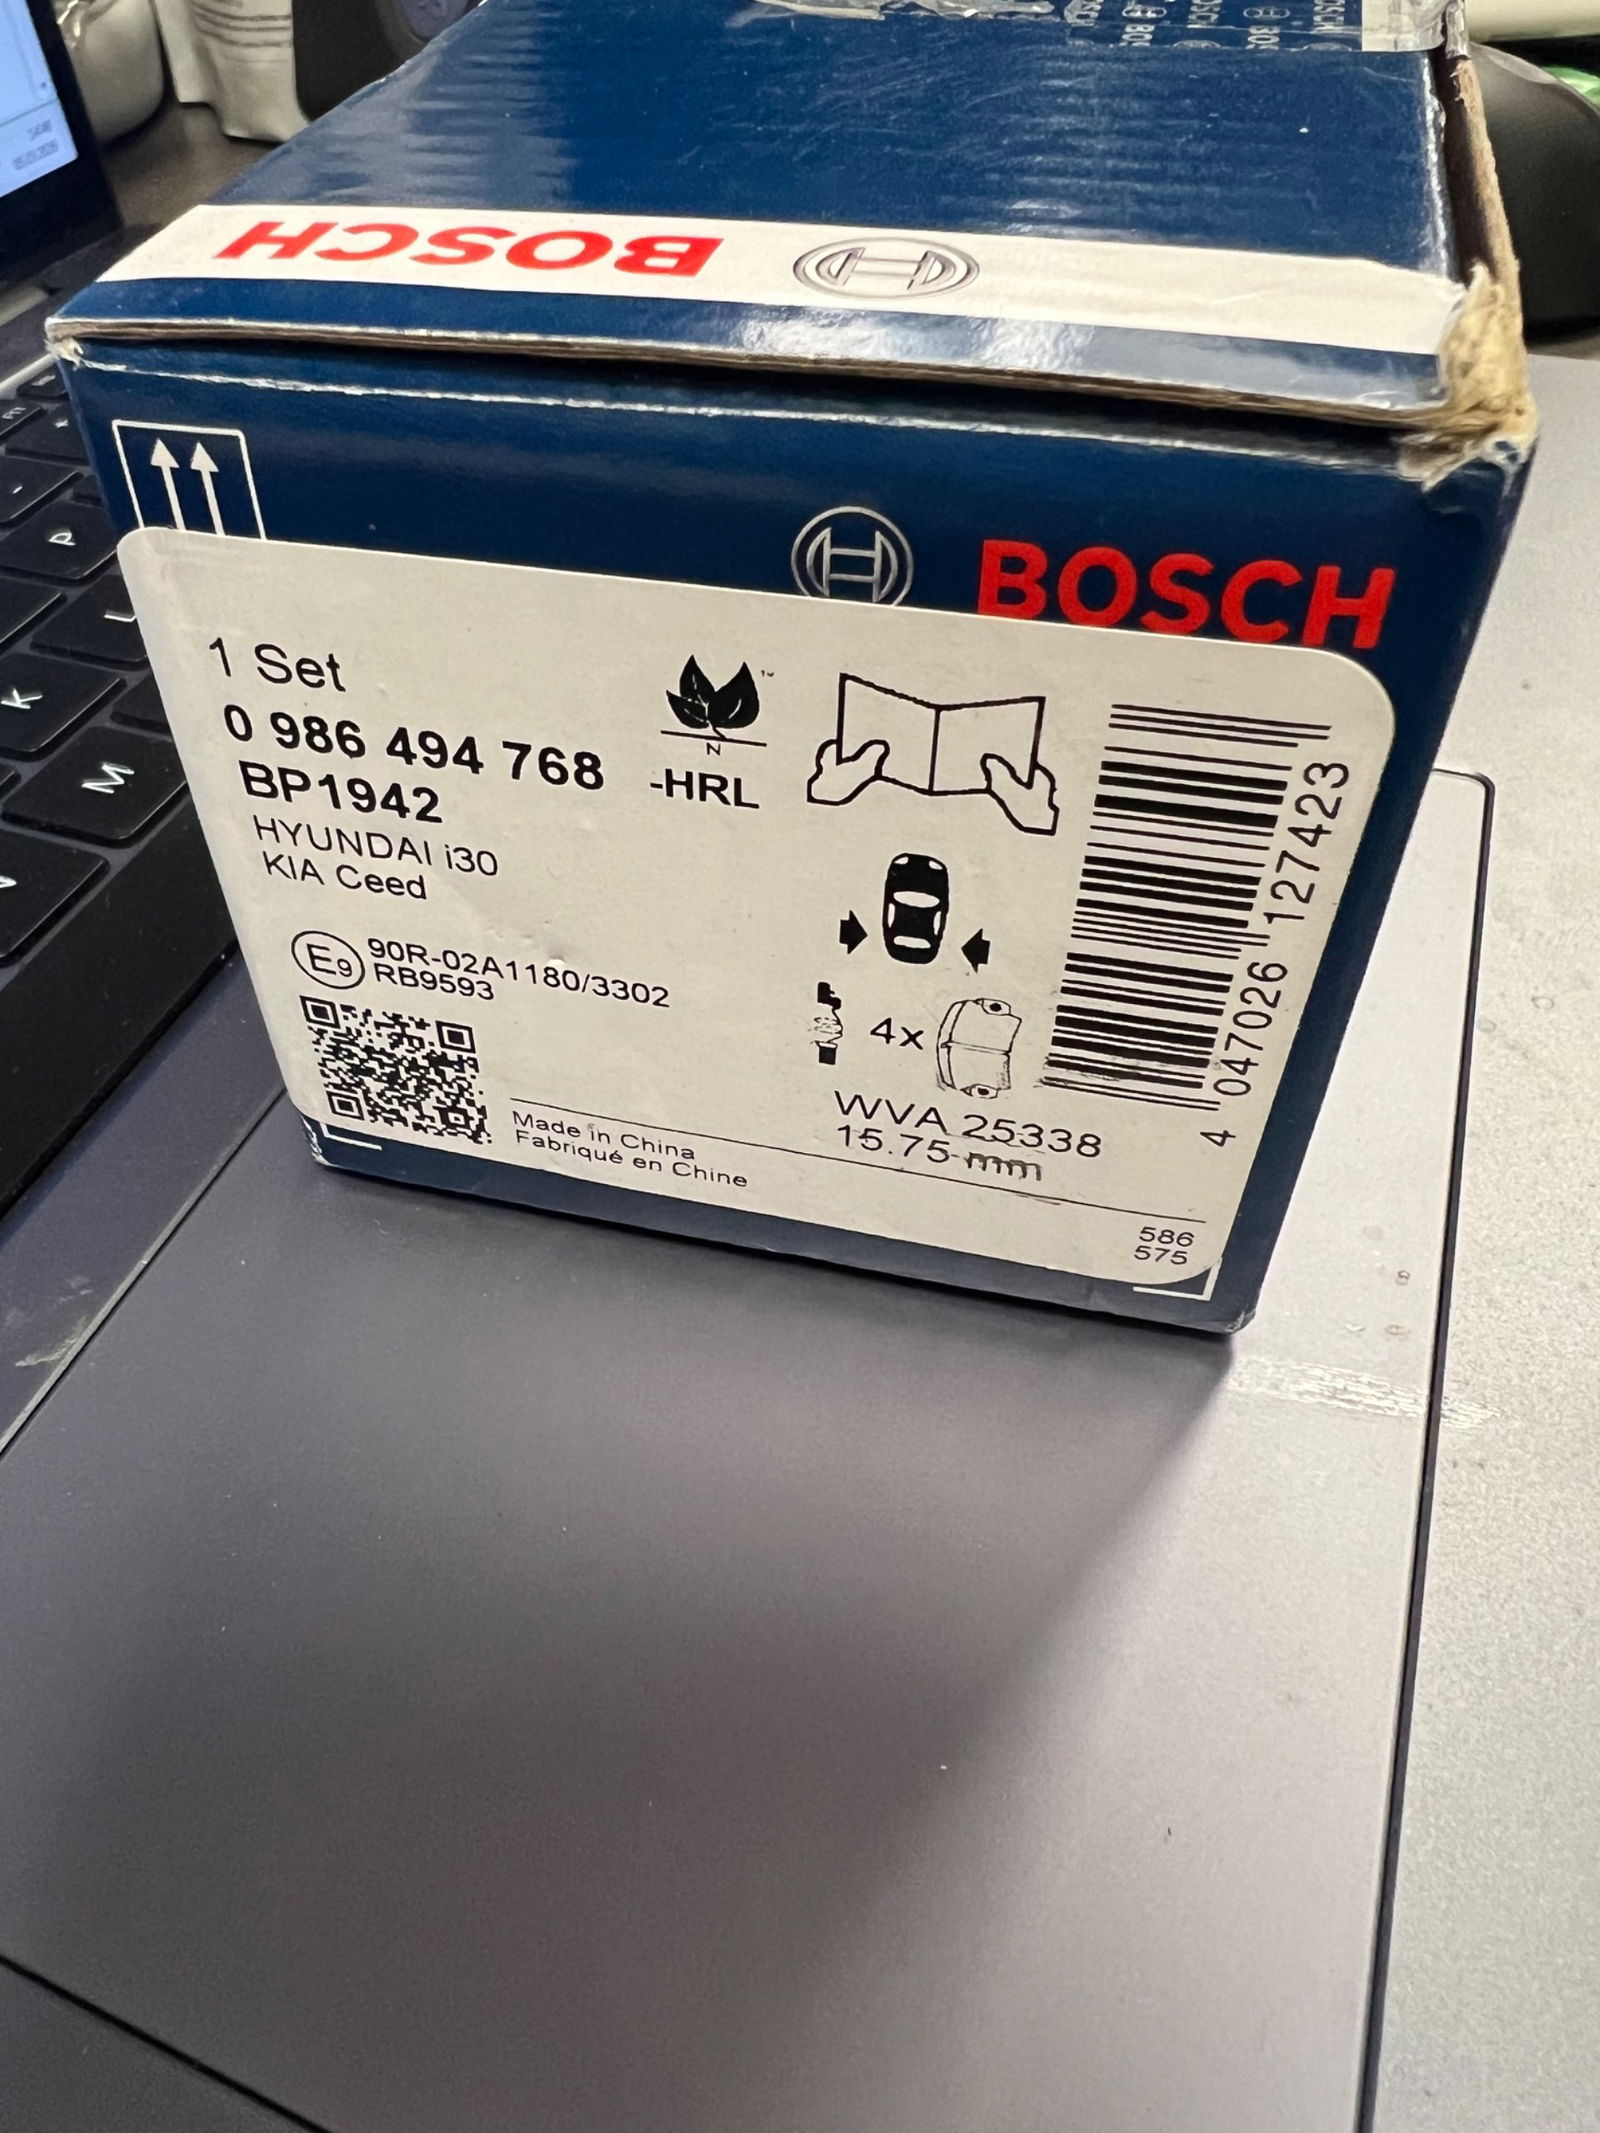 BOSCH
BOSCH
1 Set
0 986 494 768
BP1942
HYUNDAI i30
KIA Ceed
N
-HRL
E9
90R-02A1180/3302
RB9593
4x
WVA 25338
15.75 mm
Made in China
Fabriqué en Chine
586
575
4 047026 127423
P
L
K
M